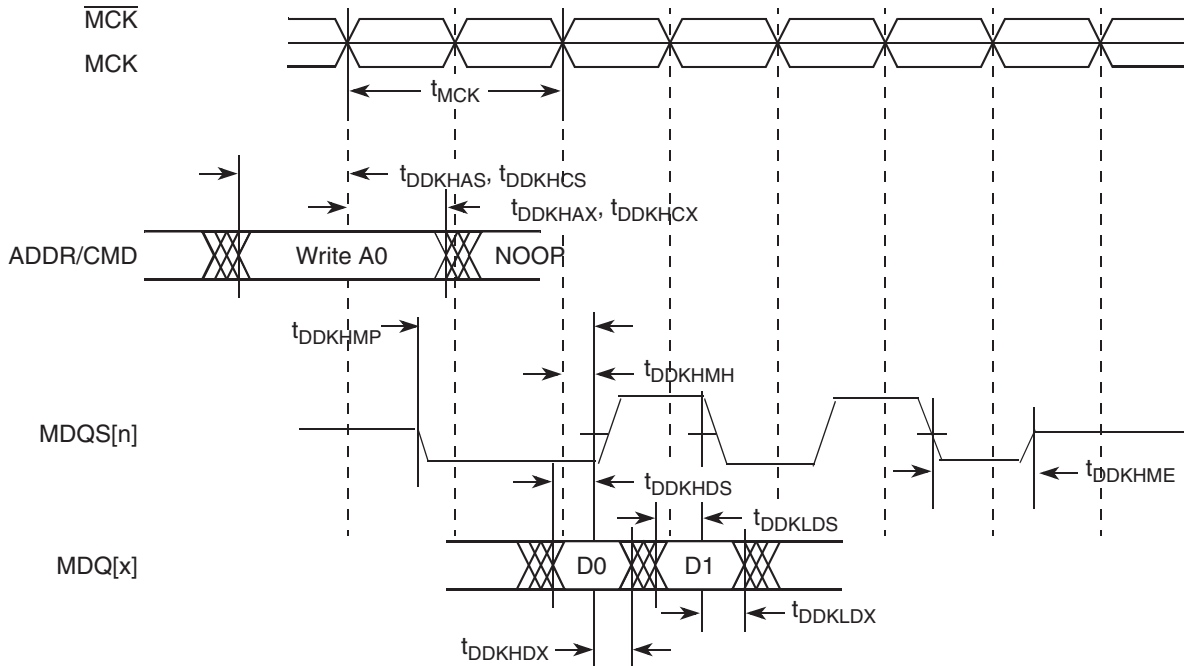 MCK
MCK
tMCK
tDDKHAS, tDDKHCS
tDDKHAX, tDDKHCX
ADDR/CMD
Write A0
NOOP
tDDKHMP
tDDKHMH
MDQS[n]
tDDKHME
tDDKHDS
tDDKLDS
MDQ[x]
D0
D1
tDDKLDX
tDDKHDX